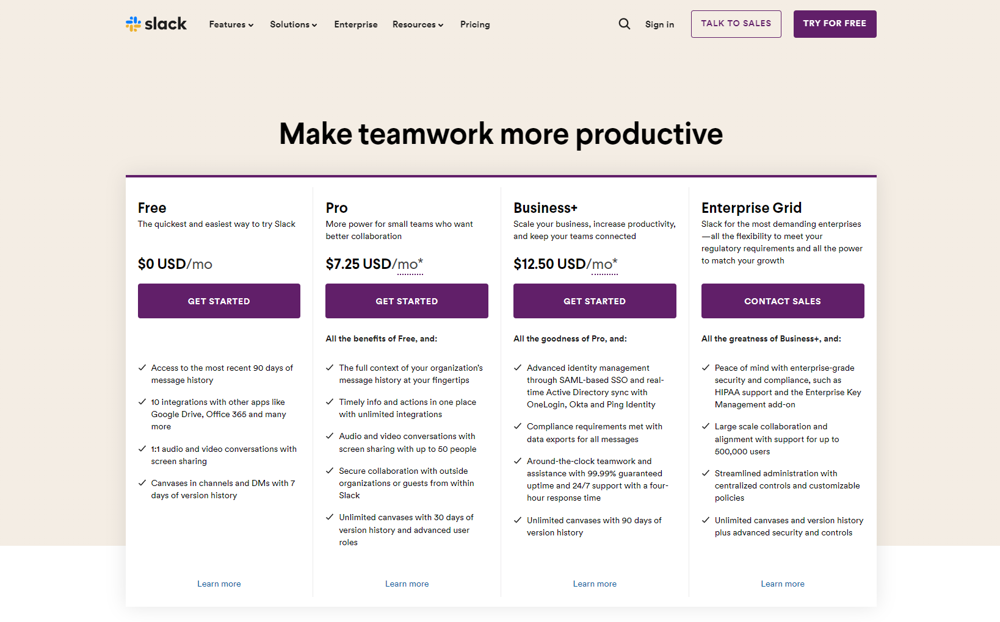 slack
Features
Solutions
Enterprise
Resources
Pricing
Sign in
TALK TO SALES
TRY FOR FREE
Make teamwork more productive
Free
The quickest and easiest way to try Slack
$0 USD/mo
GET STARTED
Access to the most recent 90 days of
message history
10 integrations with other apps like
Google Drive, Office 365 and many
more
1:1 audio and video conversations with
screen sharing
Canvases in channels and DMs with 7
days of version history
Learn more
Pro
More power for small teams who want
better collaboration
$7.25 USD/mo*
GET STARTED
All the benefits of Free, and:
The full context of your organization’s
message history at your fingertips
Timely info and actions in one place
with unlimited integrations
Audio and video conversations with
screen sharing with up to 50 people
Secure collaboration with outside
organizations or guests from within
Slack
Unlimited canvases with 30 days of
version history and advanced user
roles
Learn more
Business+
Scale your business, increase productivity,
and keep your teams connected
$12.50 USD/mo*
GET STARTED
All the goodness of Pro, and:
Advanced identity management
through SAML-based SSO and real-
time Active Directory sync with
OneLogin, Okta and Ping Identity
Compliance requirements met with
data exports for all messages
Around-the-clock teamwork and
assistance with 99.99% guaranteed
uptime and 24/7 support with a four-
hour response time
Unlimited canvases with 90 days of
version history
Learn more
Enterprise Grid
Slack for the most demanding enterprises
—all the flexibility to meet your
regulatory requirements and all the power
to match your growth
CONTACT SALES
All the greatness of Business+, and:
Peace of mind with enterprise-grade
security and compliance, such as
HIPAA support and the Enterprise Key
Management add-on
Large scale collaboration and
alignment with support for up to
500,000 users
Streamlined administration with
centralized controls and customizable
policies
Unlimited canvases and version history
plus advanced security and controls
Learn more